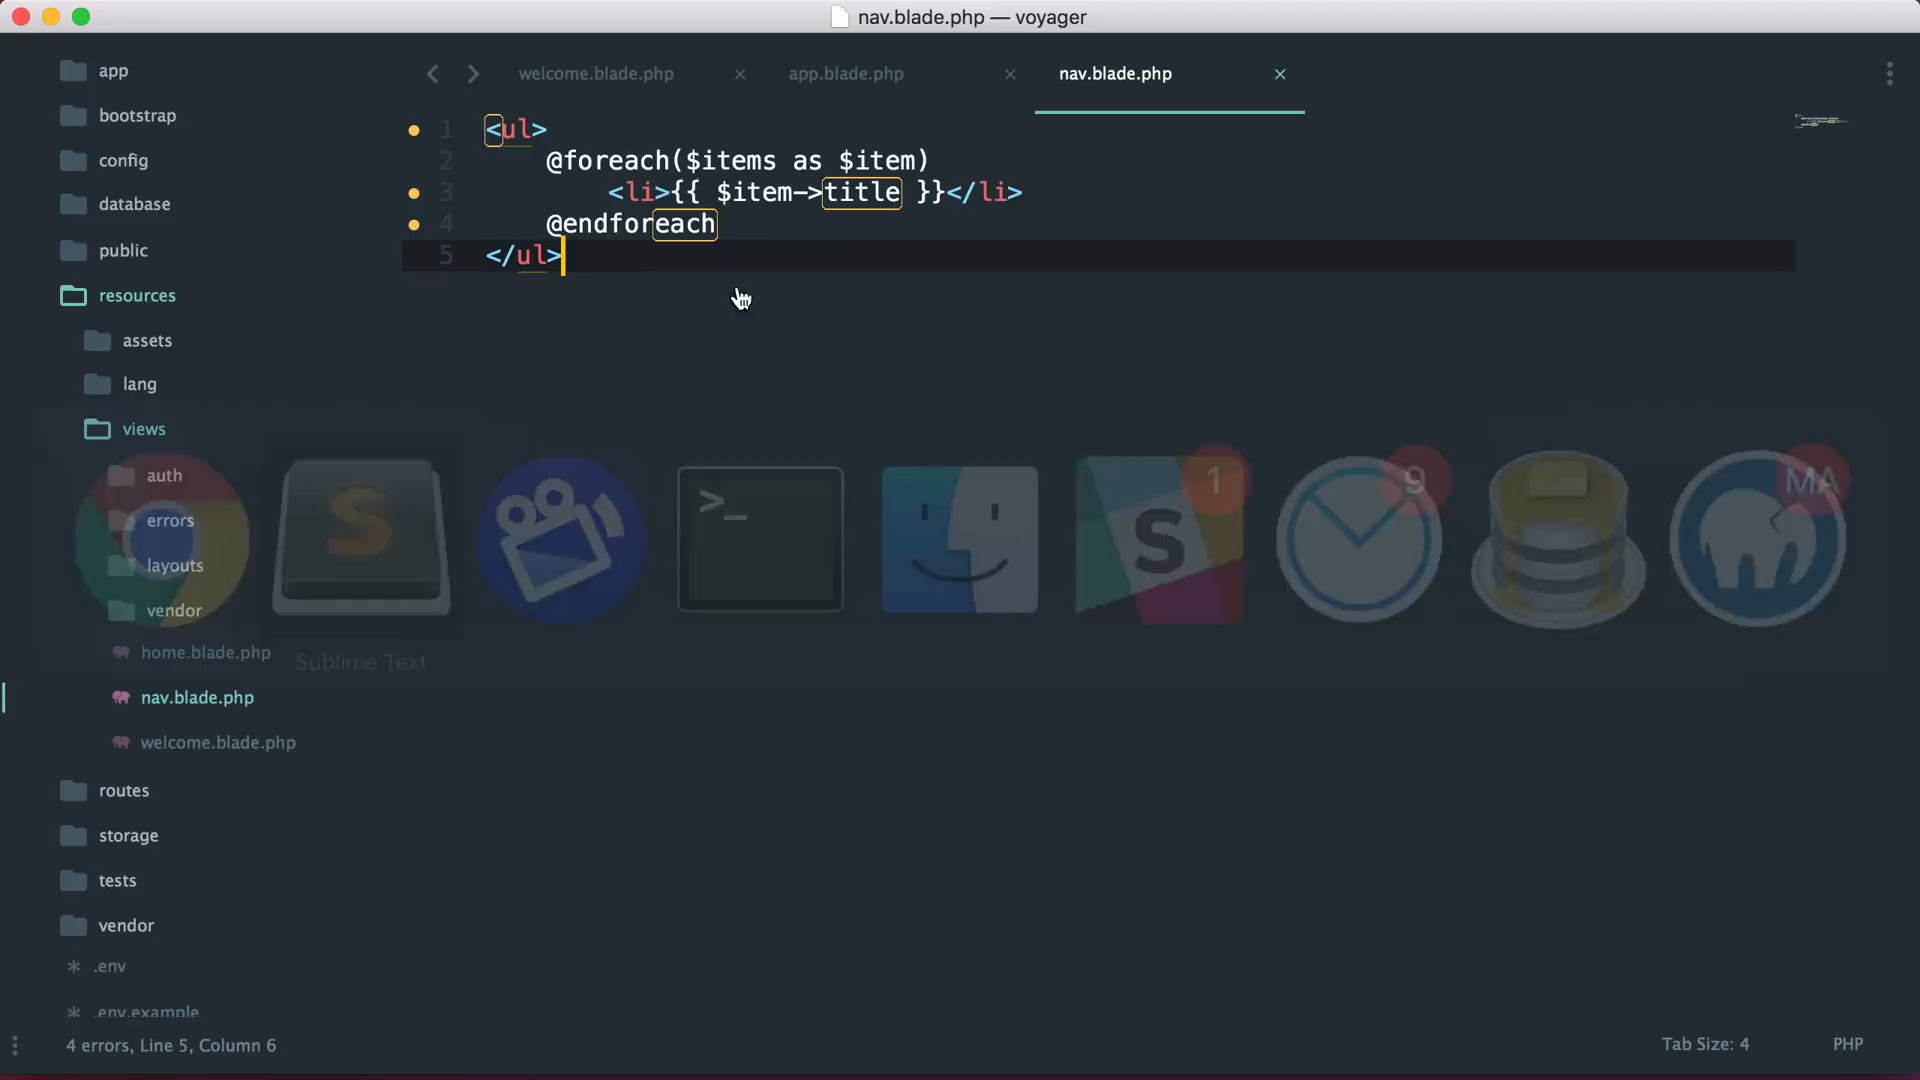 nav.blade.php — voyager
app
bootstrap
config
database
public
resources
assets
lang
views
auth
errors
layouts
vendor
home.blade.php
nav.blade.php
welcome.blade.php
routes
storage
tests
vendor
.env
.env.example
welcome.blade.php
app.blade.php
nav.blade.php
1 <ul>
2 @foreach($items as $item)
3 <li>{{ $item->title }}</li>
4 @endforeach
5 </ul>
>_
S
S
1
9
MA
Sublime Text
4 errors, Line 5, Column 6
Tab Size: 4
PHP